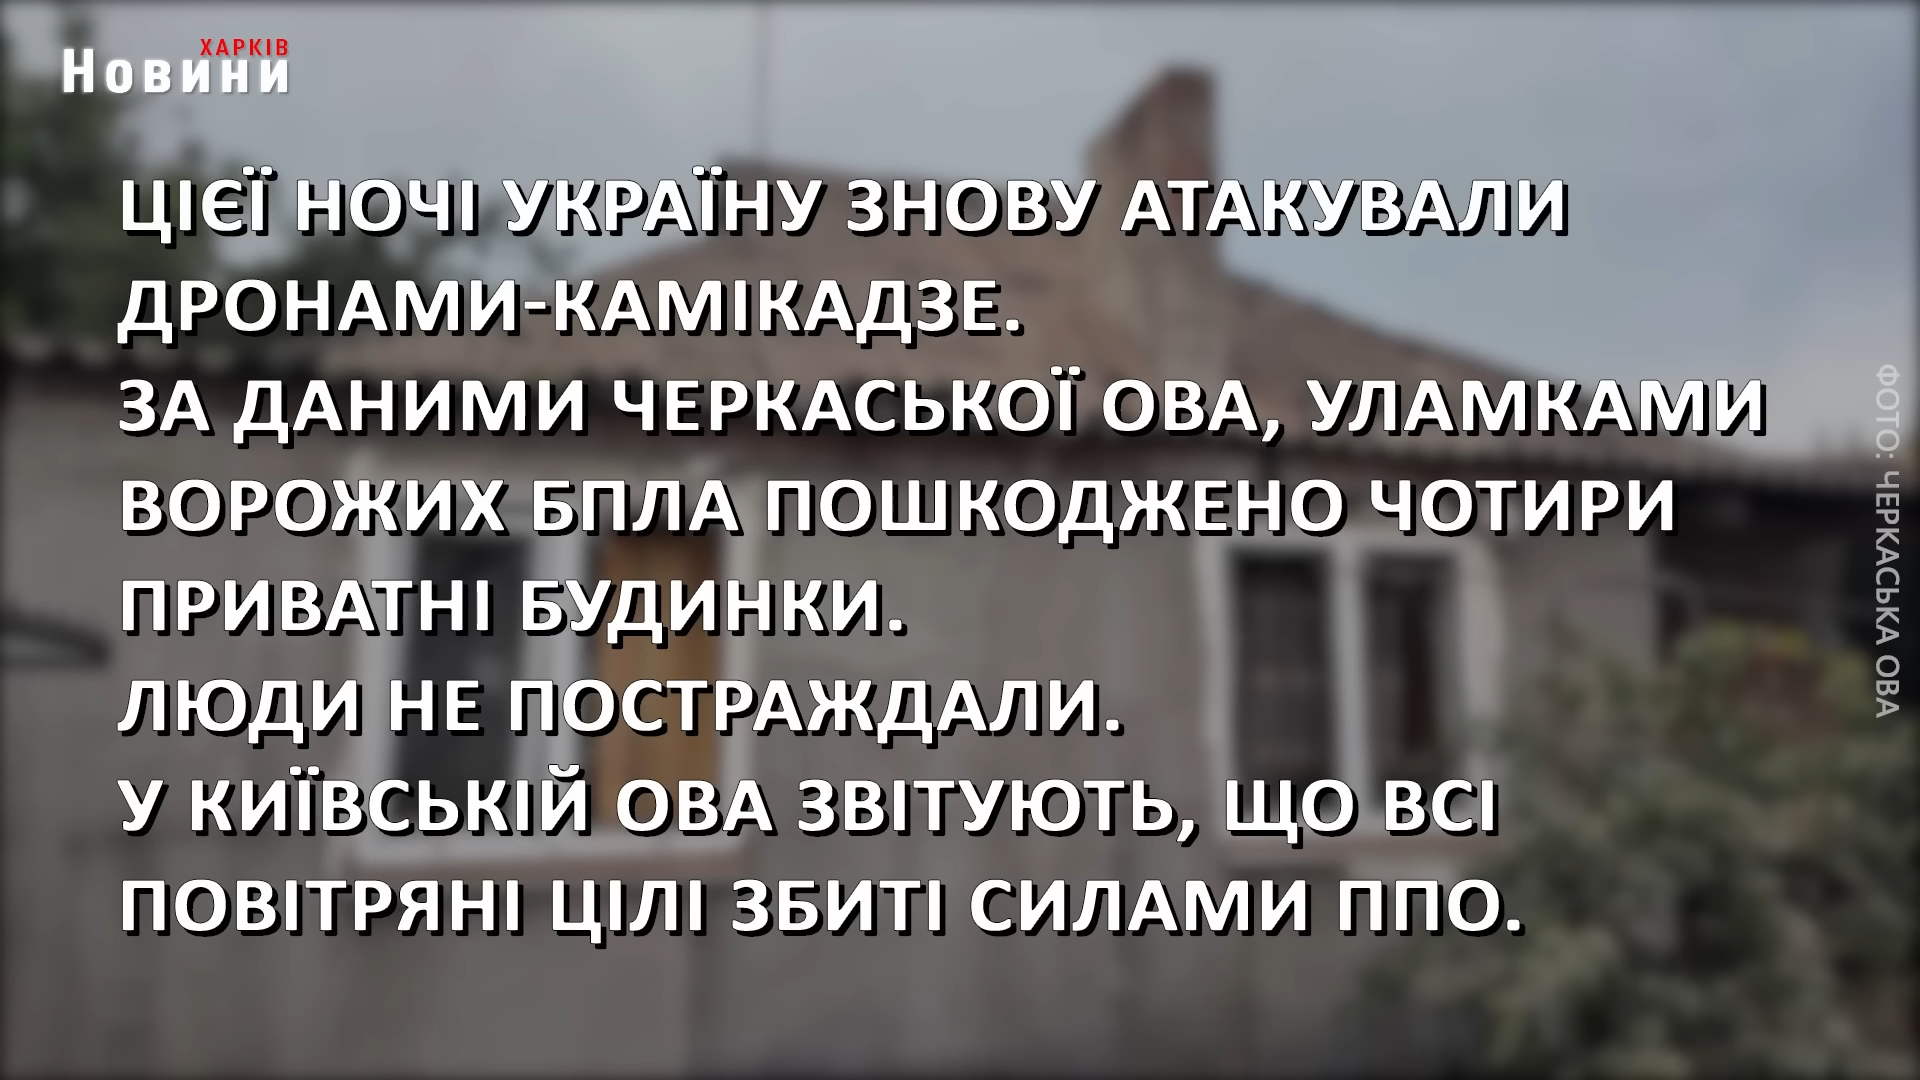 ХАРКІВ
Новини
ЦІЄЇ НОЧІ УКРАЇНУ ЗНОВУ АТАКУВАЛИ
ДРОНАМИ-КАМІКАДЗЕ.
ЗА ДАНИМИ ЧЕРКАСЬКОЇ ОВА, УЛАМКАМИ
ВОРОЖИХ БПЛА ПОШКОДЖЕНО ЧОТИРИ
ПРИВАТНІ БУДИНКИ.
ЛЮДИ НЕ ПОСТРАЖДАЛИ.
У КИЇВСЬКІЙ ОВА ЗВІТУЮТЬ, ЩО ВСІ
ПОВІТРЯНІ ЦІЛІ ЗБИТІ СИЛАМИ ППО.
ФОТО: ЧЕРКАСЬКА ОВА